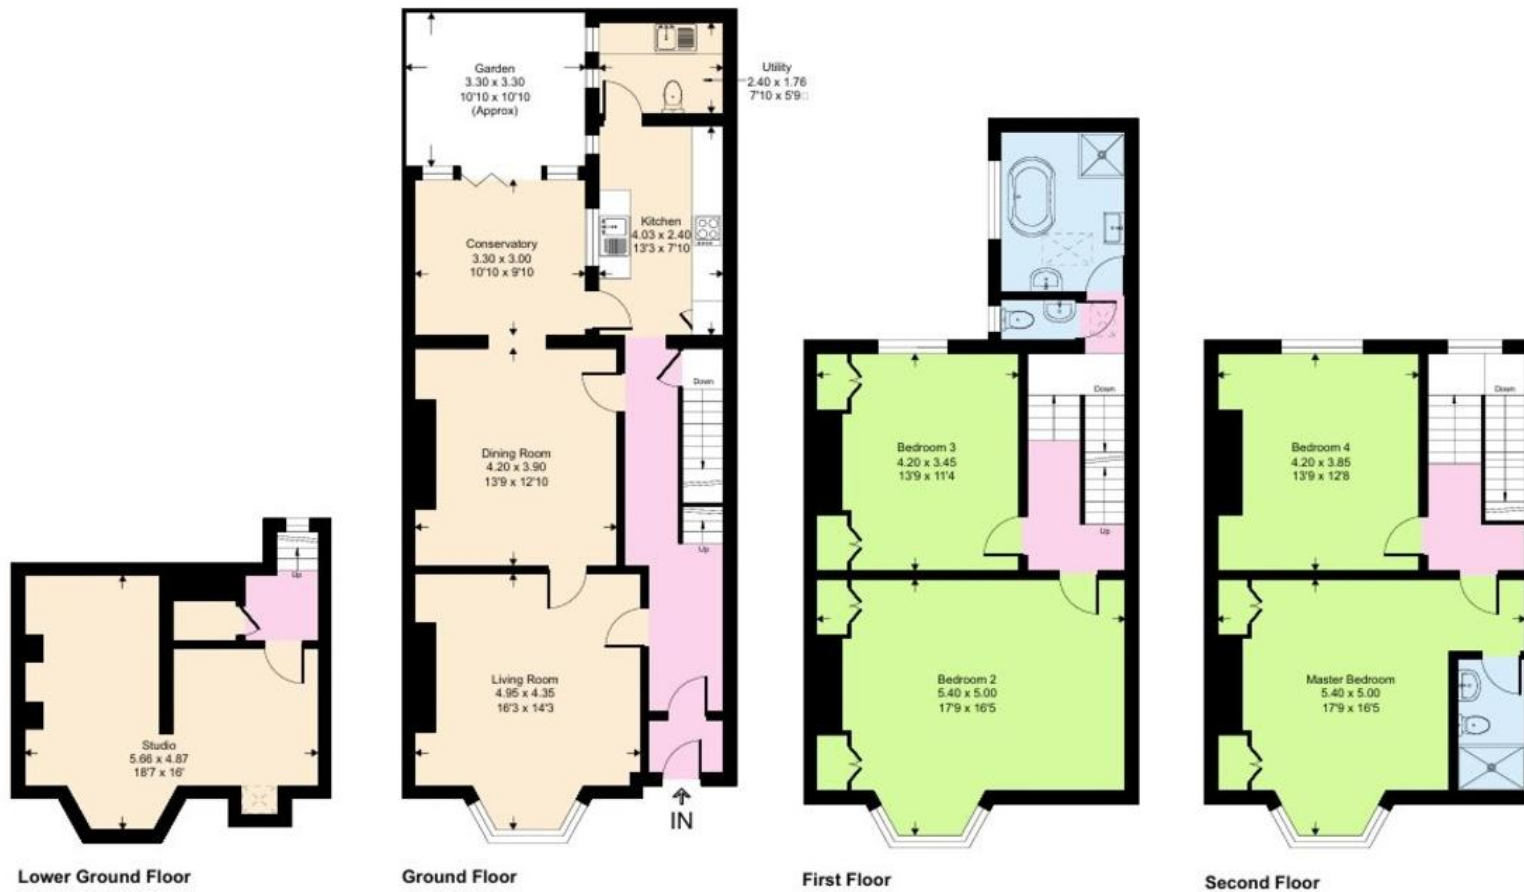 Garden
3.30 x 3.30
10'10 x 10'10
(Approx)
Utility
2.40 x 1.76
7'10 x 5'9□
Kitchen
4.03 x 2.40
13'3 x 7'10
Conservatory
3.30 x 3.00
10'10 x 9'10
Down
Dining Room
4.20 x 3.90
13'9 x 12'10
Up
Living Room
4.95 x 4.35
16'3 x 14'3
IN
Up
Studio
5.66 x 4.87
18'7 x 16'
Down
Bedroom 3
4.20 x 3.45
13'9 x 11'4
Up
Bedroom 2
5.40 x 5.00
17'9 x 16'5
Down
Bedroom 4
4.20 x 3.85
13'9 x 12'8
Master Bedroom
5.40 x 5.00
17'9 x 16'5
Lower Ground Floor
Ground Floor
First Floor
Second Floor